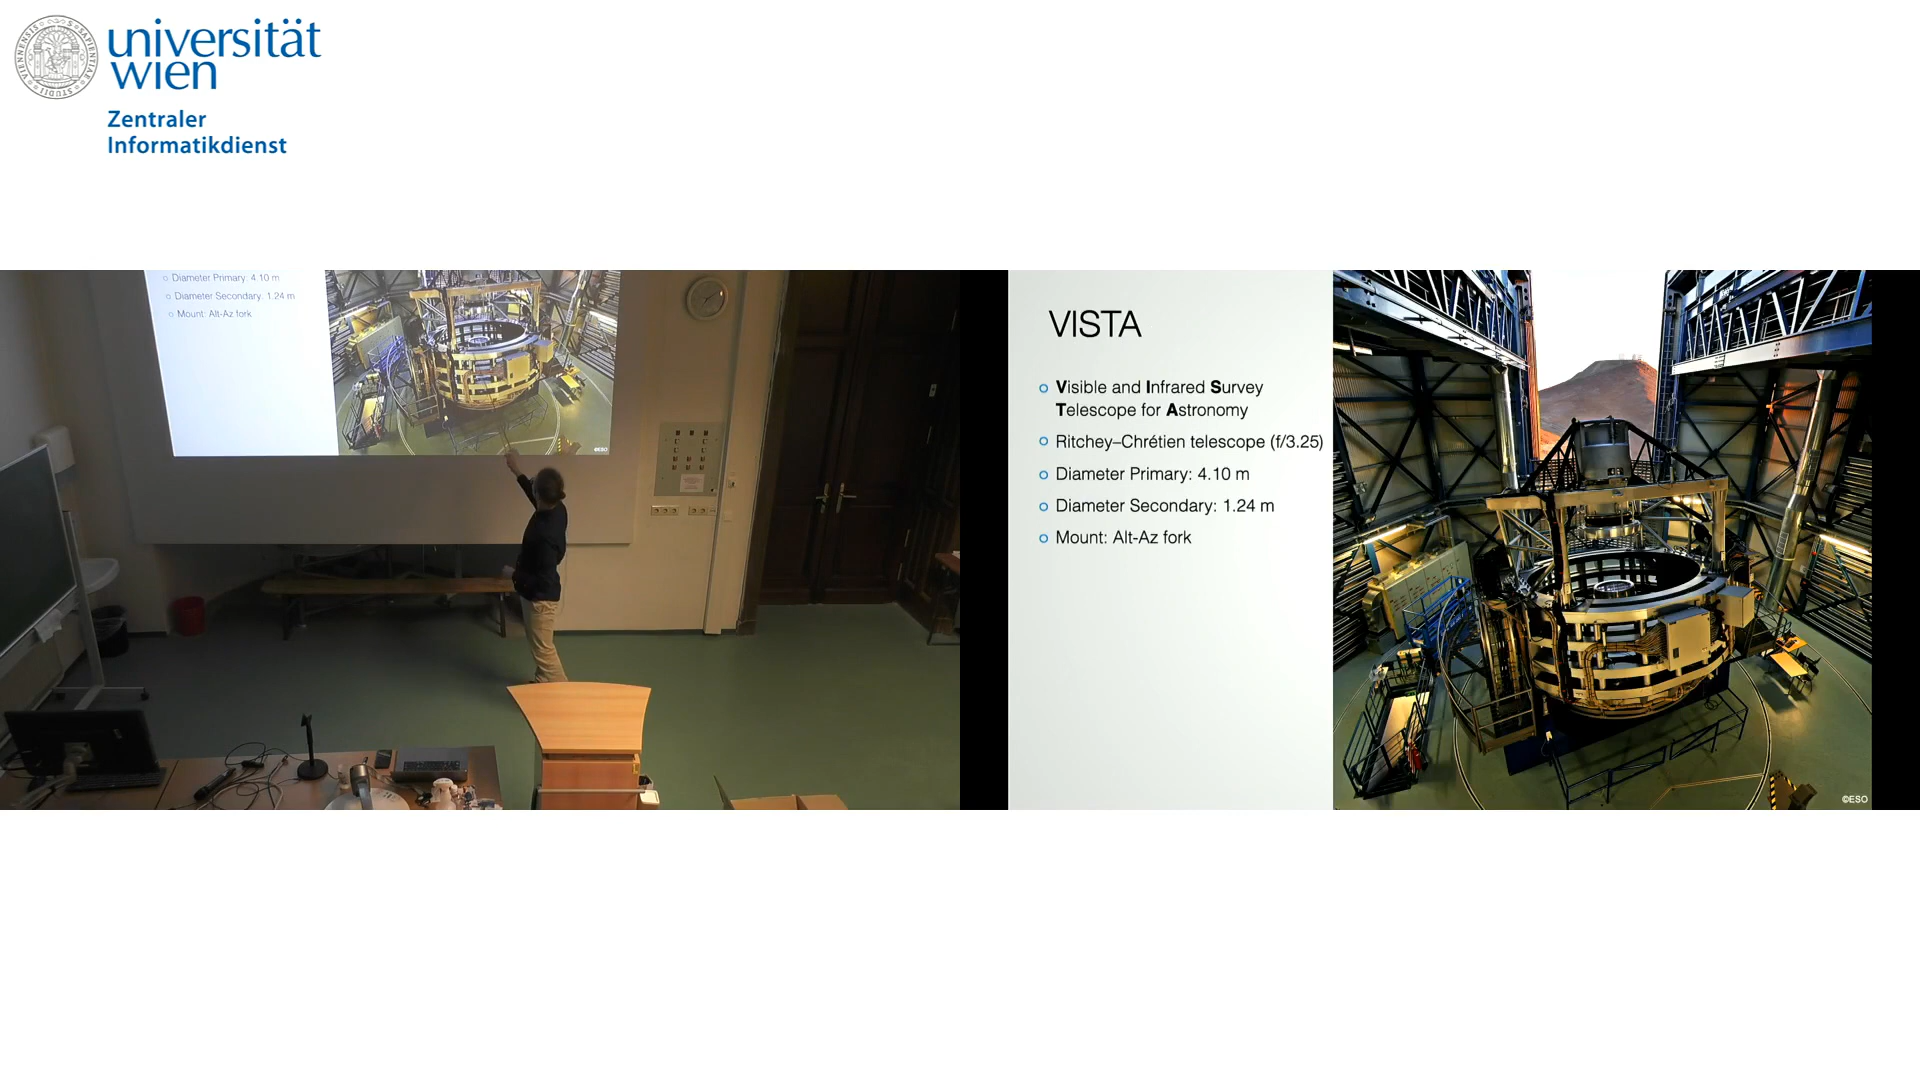 universität
wien
Zentraler
Informatikdienst
Diameter Primary: 4.10 m
Diameter Secondary: 1.24 m
Mount: Alt-Az fork
©ESO
VISTA
Visible and Infrared Survey
Telescope for Astronomy
Ritchey–Chrétien telescope (f/3.25)
Diameter Primary: 4.10 m
Diameter Secondary: 1.24 m
Mount: Alt-Az fork
©ESO